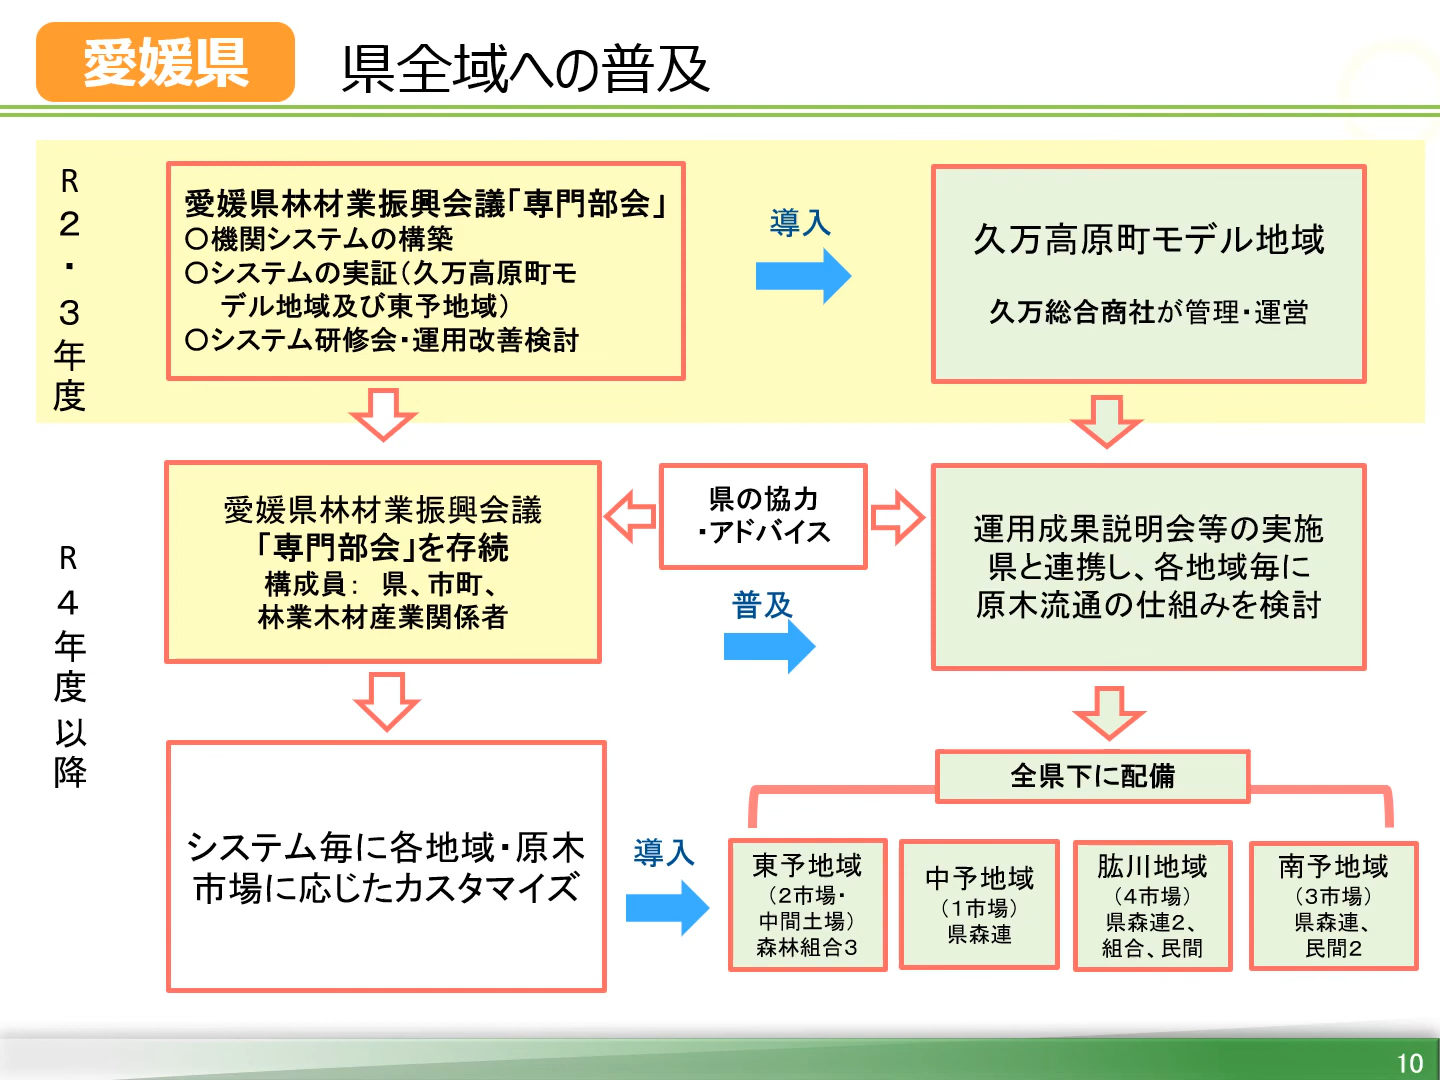 愛媛県
県全域への普及
R2・3年度
愛媛県林材業振興会議「専門部会」
〇機関システムの構築
〇システムの実証(久万高原町モ
デル地域及び東予地域)
〇システム研修会・運用改善検討
導入
久万高原町モデル地域
久万総合商社が管理・運営
R4年度以降
愛媛県林材業振興会議
「専門部会」を存続
構成員: 県、市町、
林業木材産業関係者
県の協力
・アドバイス
普及
運用成果説明会等の実施
県と連携し、各地域毎に
原木流通の仕組みを検討
システム毎に各地域・原木
市場に応じたカスタマイズ
導入
全県下に配備
東予地域
(2市場・
中間土場)
森林組合3
中予地域
(1市場)
県森連
肱川地域
(4市場)
県森連2、
組合、民間
南予地域
(3市場)
県森連、
民間2
10